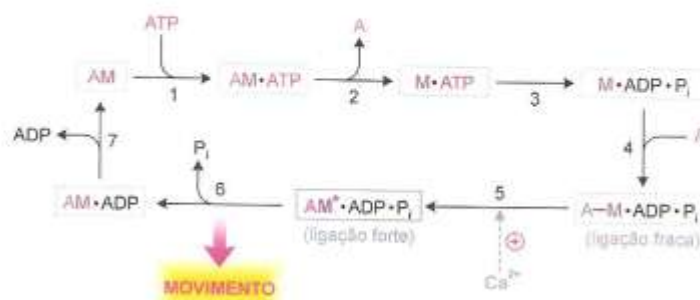 ATP
A
AM
1
AM•ATP
2
M•ATP
3
M•ADP•Pi
ADP
7
Pi
4
A
AM•ADP
6
AM*•ADP•Pi
5
A—M•ADP•Pi
(ligação forte)
(ligação fraca)
+
Ca2+
MOVIMENTO